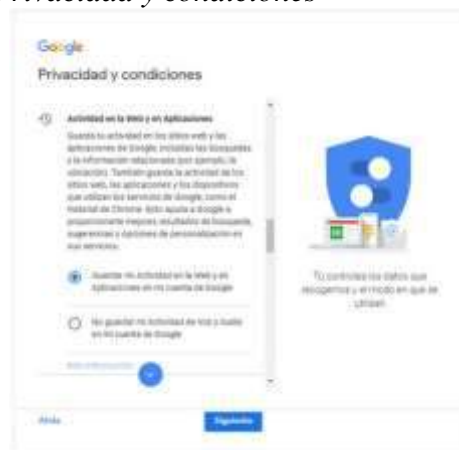 rivacidad y condiciones
Google
Privacidad y condiciones
Actividad en la Web y en Aplicaciones
Guarda tu actividad en los sitios web y las
aplicaciones de Google, incluidas las búsquedas
y la información relacionada (por ejemplo, la
ubicación). También guarda la actividad de los
sitios web, las aplicaciones y los dispositivos
que utilizan los servicios de Google, como el
historial de Chrome. Esto ayuda a Google a
proporcionarte mejores resultados de búsqueda,
sugerencias y opciones de personalización en
sus servicios.
Guardar mi actividad en la Web y en
Aplicaciones en mi cuenta de Google
No guardar mi actividad de
en mi cuenta de Google
Tú controlas los datos que
recogemos y el modo en que se
utilizan
Atrás
Siguiente